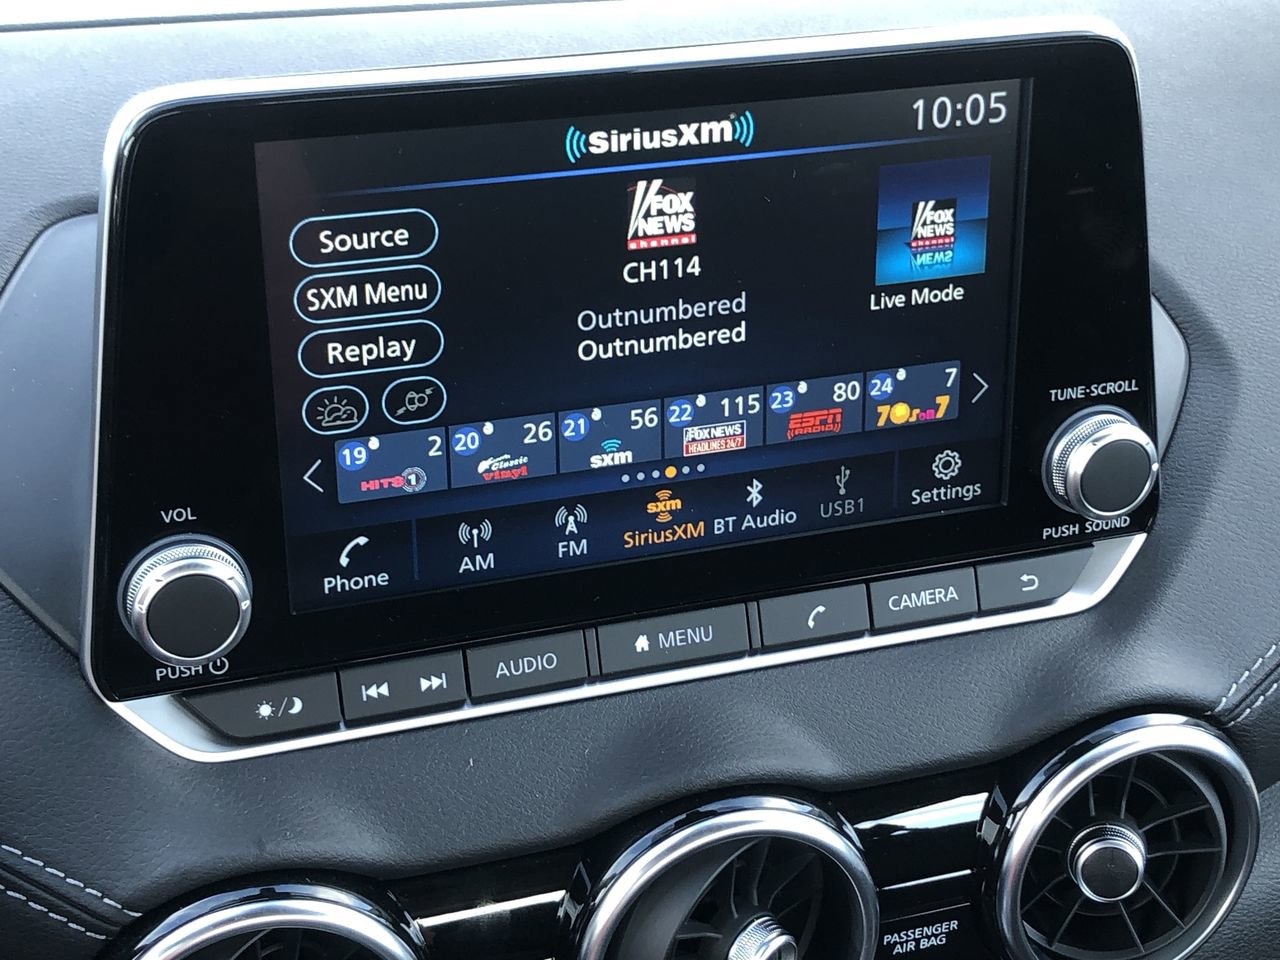 SiriusXm
10:05
Source
SXM Menu
Replay
FOX
NEWS
channel
CH114
Outnumbered
Outnumbered
FOX
NEWS
channel
NEWS
Live Mode
19 2
HITS 1
20 26
Classic
vinyl
21 56
sxm
22 115
FOX NEWS
HEADLINES 24/7
23 80
ESPN
RADIO
24 7
70s on 7
Phone
AM
FM
sxm
SiriusXM
BT Audio
USB1
Settings
VOL
PUSH
TUNE·SCROLL
PUSH SOUND
AUDIO
MENU
CAMERA
PASSENGER
AIR BAG